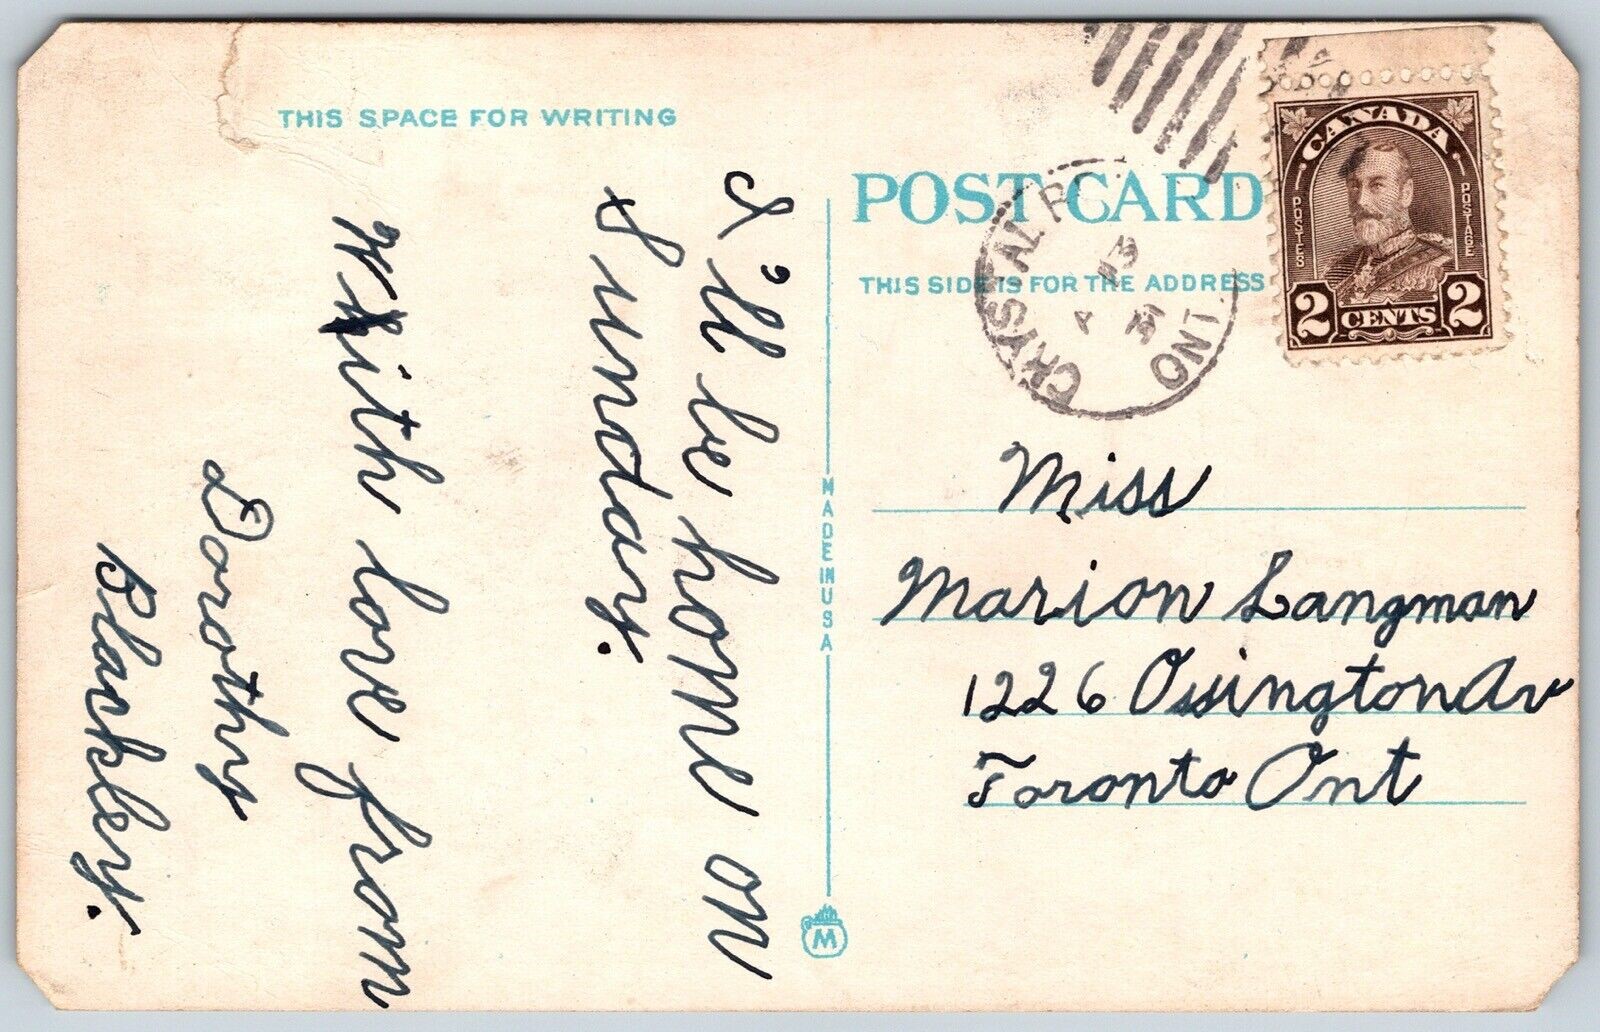 THIS SPACE FOR WRITING
I'll be home on
Sunday.
With love from
Dorothy
Blackley.
POST CARD
THIS SIDE IS FOR THE ADDRESS
MADE IN USA
M
CRYSTAL
ONT
CANADA
POSTES
POSTAGE
2 CENTS 2
Miss
Marion Langman
1226 Ossington Av
Toronto Ont